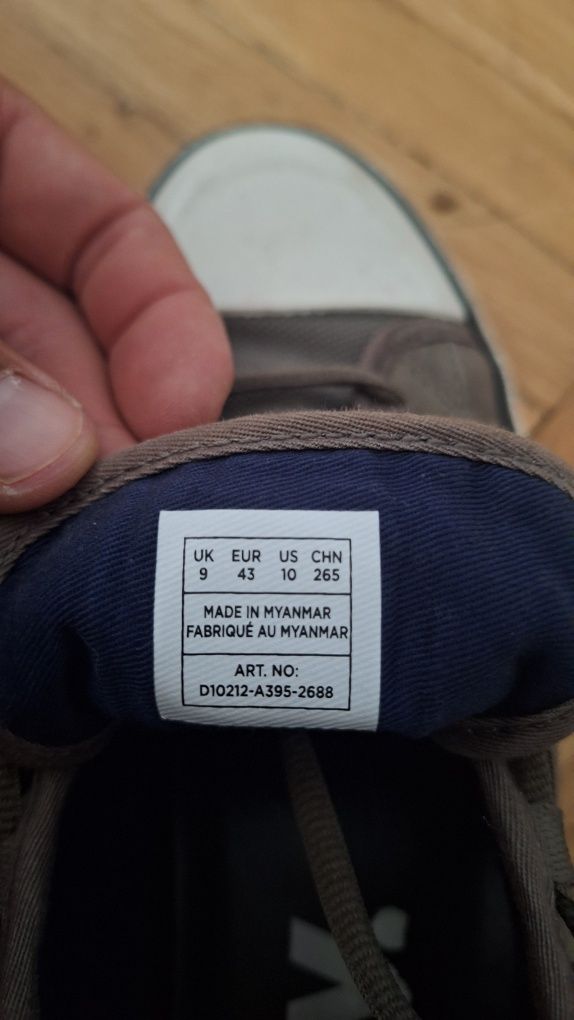 UK EUR US CHN
9 43 10 265
MADE IN MYANMAR
FABRIQUÉ AU MYANMAR
ART. NO:
D10212-A395-2688